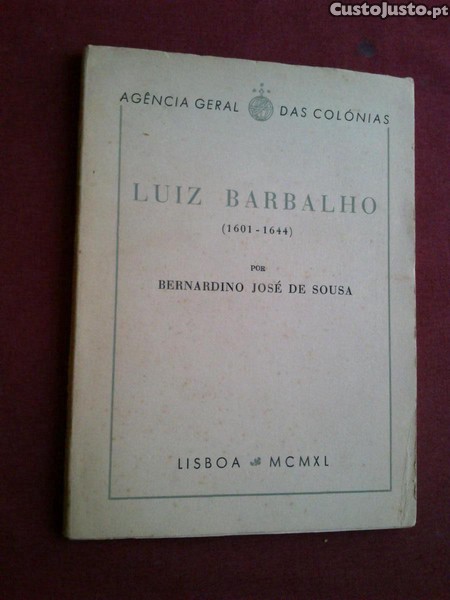 CustoJusto.pt
AGÊNCIA GERAL DAS COLÓNIAS
LUIZ BARBALHO
(1601-1644)
POR
BERNARDINO JOSÉ DE SOUSA
LISBOA MCMXL